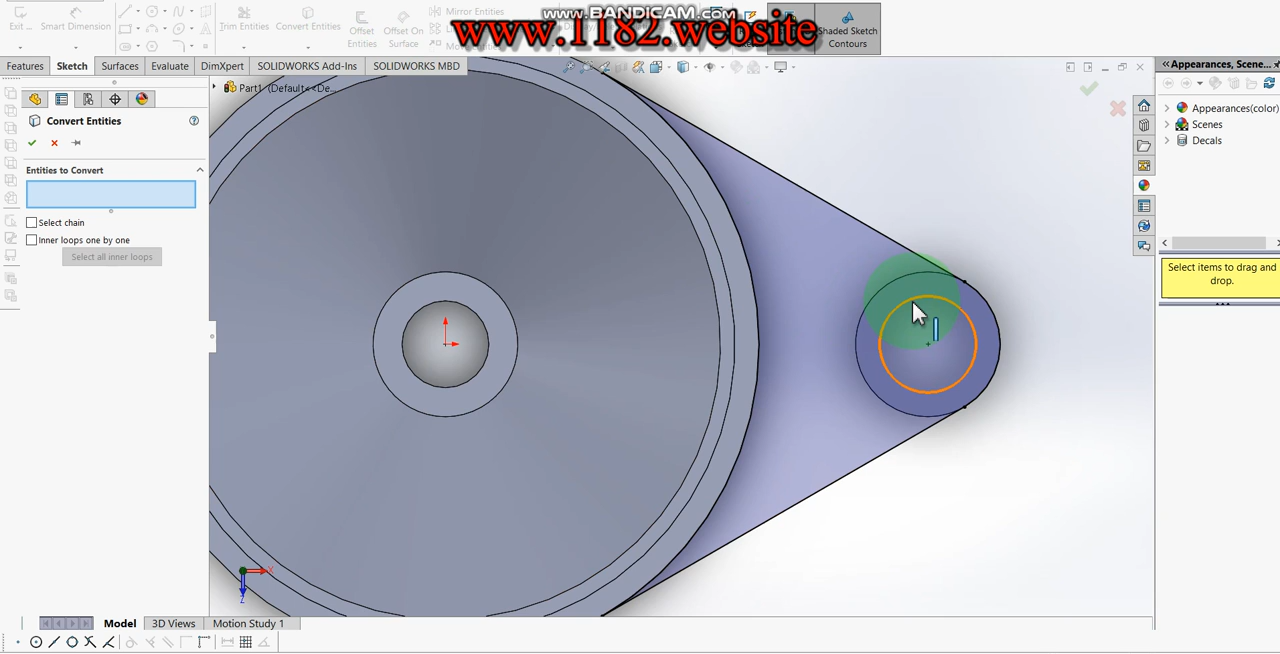 www.BANDICAM.com
www.1182.website
Exit ...
Smart Dimension
Trim Entities
Convert Entities
Offset
Entities
Offset On
Surface
Mirror Entities
Shaded Sketch
Contours
Features
Sketch
Surfaces
Evaluate
DimXpert
SOLIDWORKS Add-Ins
SOLIDWORKS MBD
Part1 (Default<<De...
Convert Entities
Entities to Convert
Select chain
Inner loops one by one
Select all inner loops
Appearances, Scene...
Appearances(color)
Scenes
Decals
Select items to drag and
drop.
X
Z
Model
3D Views
Motion Study 1